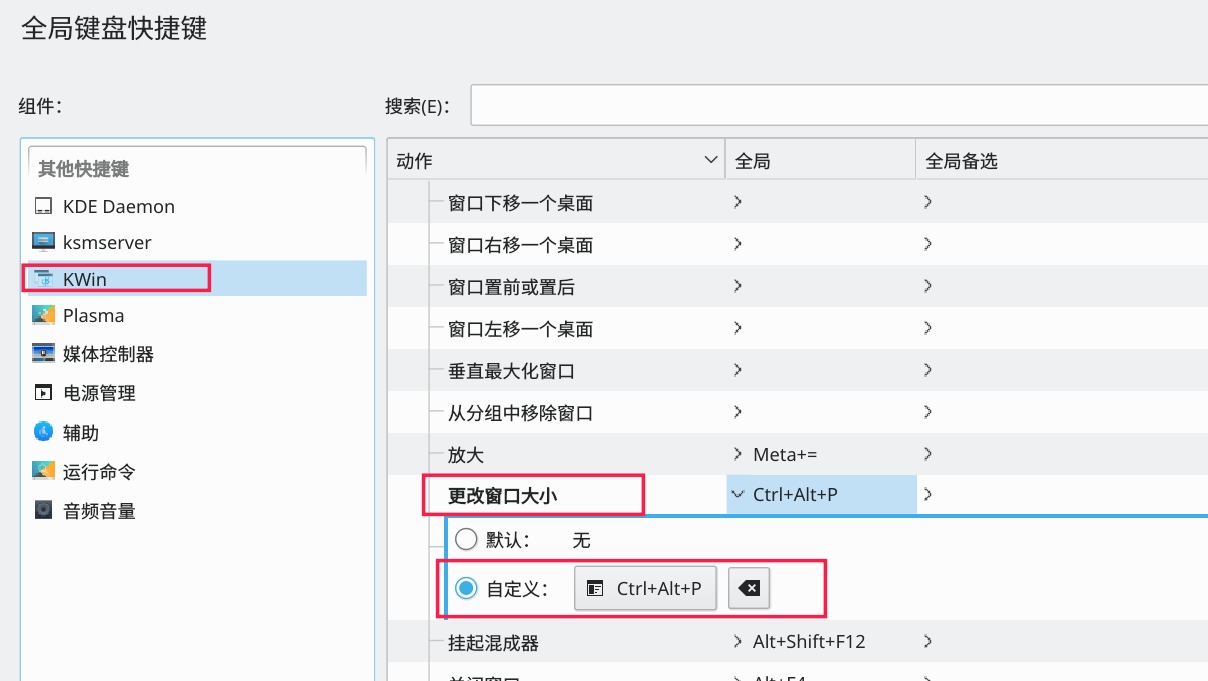 全局键盘快捷键
组件： 搜索(E)：
其他快捷键
KDE Daemon
ksmserver
KWin
Plasma
媒体控制器
电源管理
辅助
运行命令
音频音量
动作 全局 全局备选
窗口下移一个桌面
窗口右移一个桌面
窗口置前或置后
窗口左移一个桌面
垂直最大化窗口
从分组中移除窗口
放大 Meta+=
更改窗口大小 Ctrl+Alt+P
默认： 无
自定义： Ctrl+Alt+P
挂起混成器 Alt+Shift+F12
关闭窗口 Alt+F4